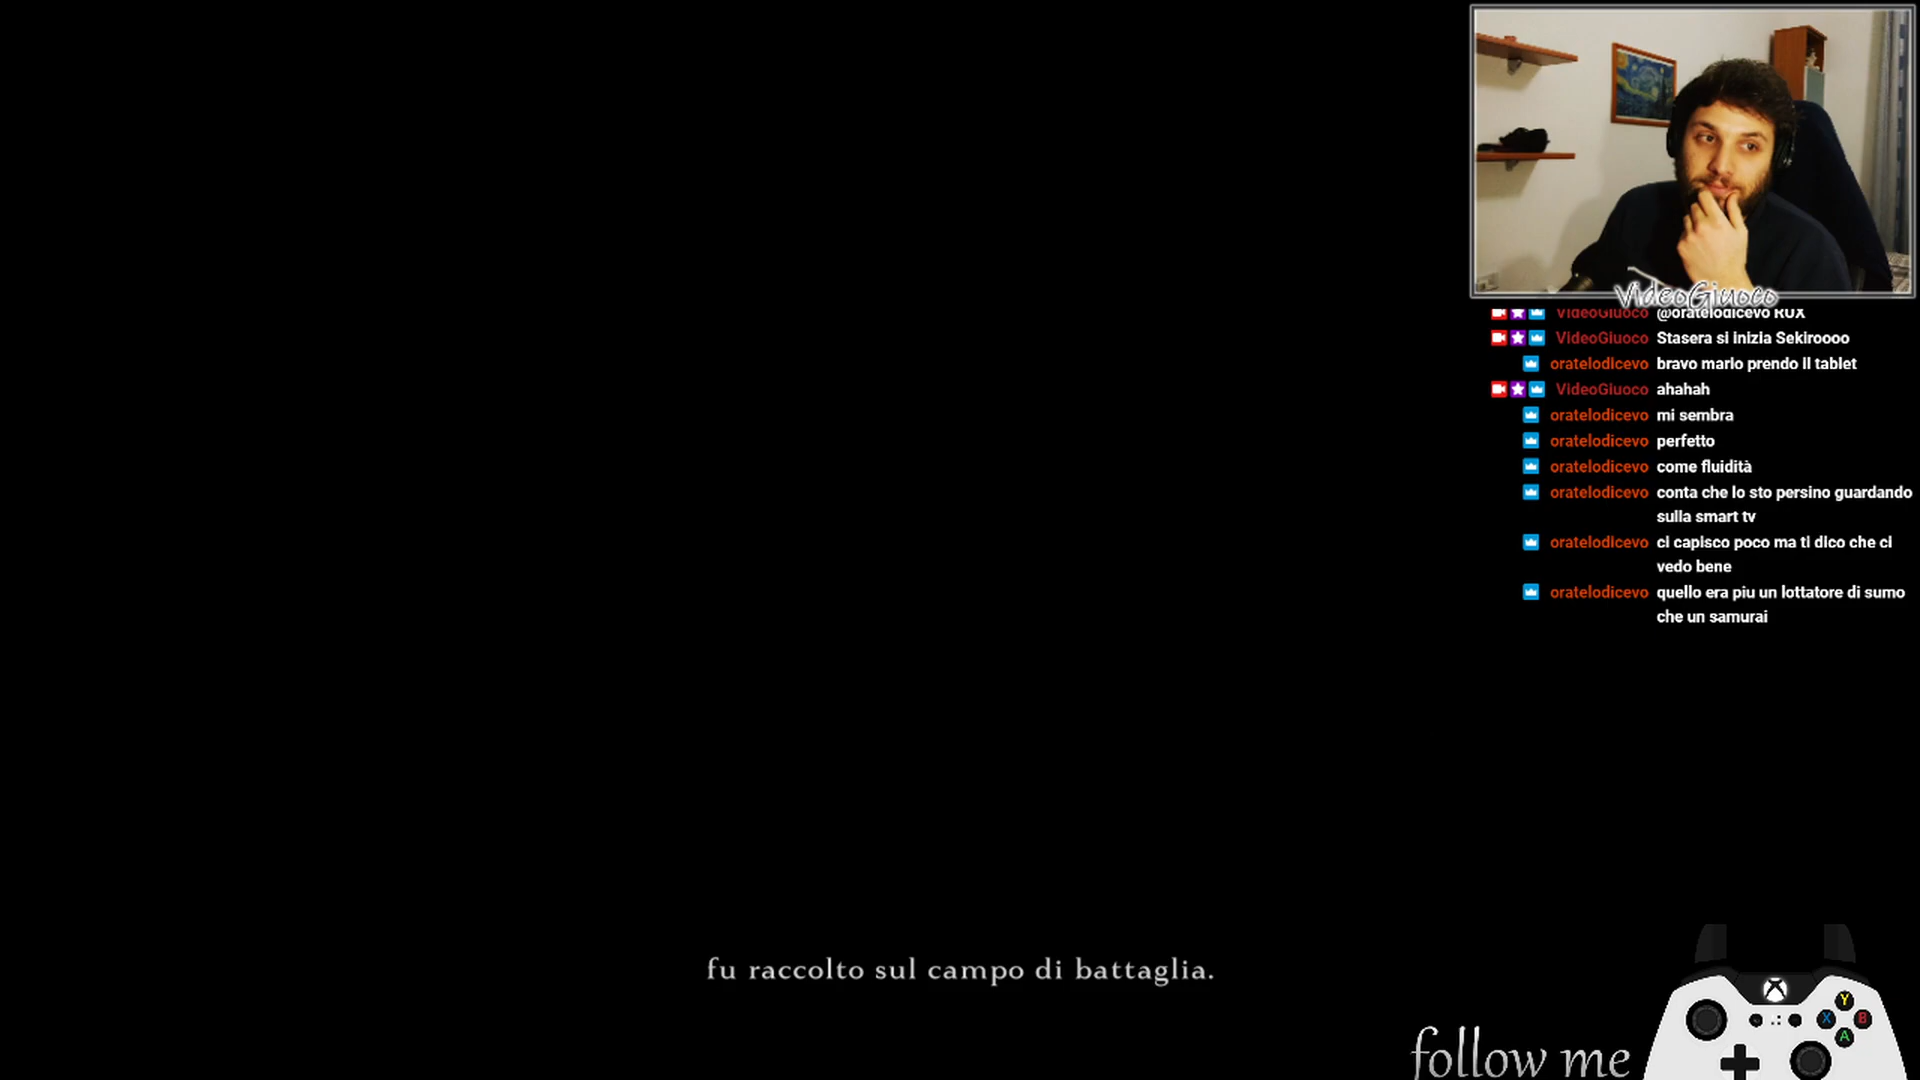 VideoGiuoco
VideoGiuoco @oratelodicevo RUX
VideoGiuoco Stasera si inizia Sekiroooo
oratelodicevo bravo mario prendo il tablet
VideoGiuoco ahahah
oratelodicevo mi sembra
oratelodicevo perfetto
oratelodicevo come fluidità
oratelodicevo conta che lo sto persino guardando
sulla smart tv
oratelodicevo ci capisco poco ma ti dico che ci
vedo bene
oratelodicevo quello era piu un lottatore di sumo
che un samurai
fu raccolto sul campo di battaglia.
follow me
Y
X B
A